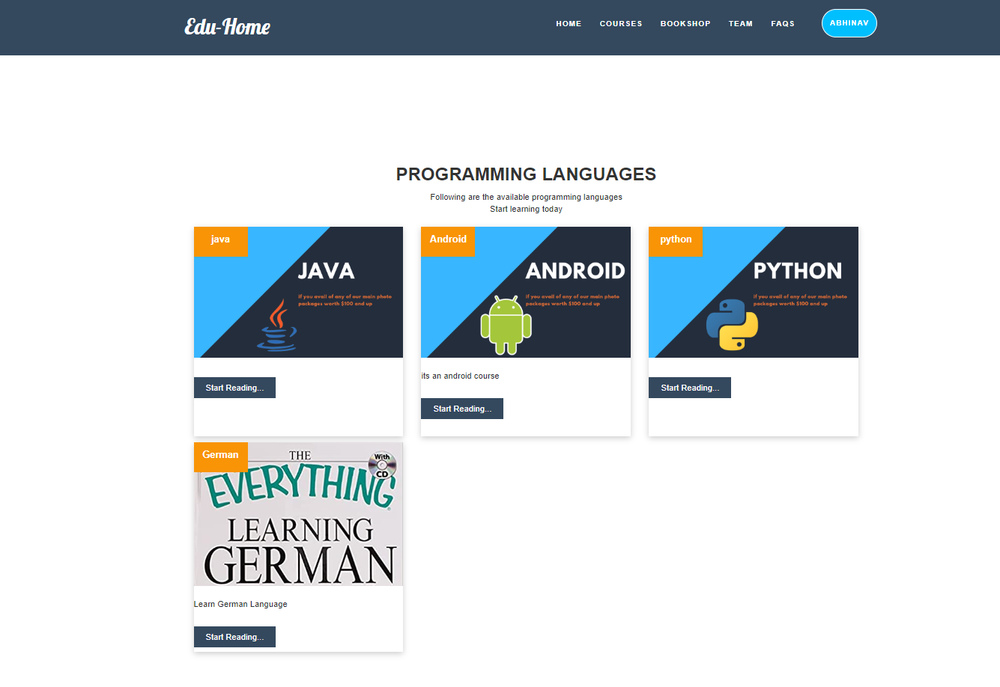 Edu-Home
HOME COURSES BOOKSHOP TEAM FAQS ABHINAV
PROGRAMMING LANGUAGES
Following are the available programming languages
Start learning today
java
JAVA
If you avail of any of our main photo
packages worth $100 and up
Start Reading...
Android
ANDROID
If you avail of any of our main photo
packages worth $100 and up
its an android course
Start Reading...
python
PYTHON
If you avail of any of our main photo
packages worth $100 and up
Start Reading...
German
THE
With
CD
EVERYTHING
LEARNING
GERMAN
Learn German Language
Start Reading...